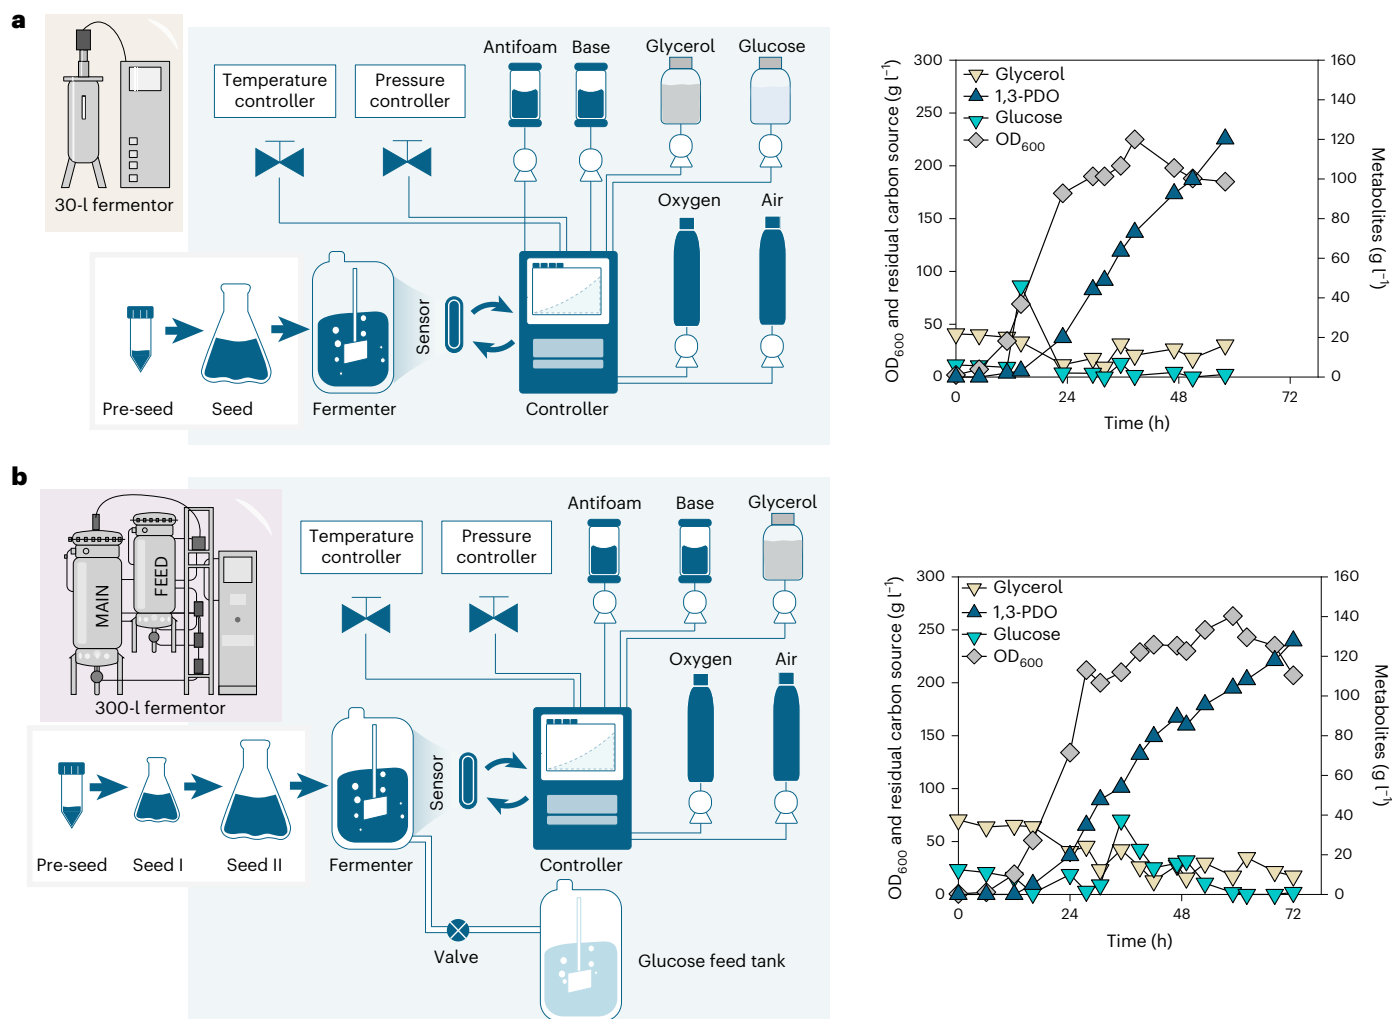 a
30-l fermentor
Temperature
controller
Pressure
controller
Antifoam
Base
Glycerol
Glucose
Oxygen
Air
Sensor
Pre-seed
Seed
Fermenter
Controller
OD600 and residual carbon source (g l–1)
300
250
200
150
100
50
0
Glycerol
1,3-PDO
Glucose
OD600
160
140
120
100
80
60
40
20
0
Metabolites (g l–1)
0
24
48
72
Time (h)
b
MAIN
FEED
300-l fermentor
Temperature
controller
Pressure
controller
Antifoam
Base
Glycerol
Oxygen
Air
Sensor
Pre-seed
Seed I
Seed II
Fermenter
Controller
Valve
Glucose feed tank
OD600 and residual carbon source (g l–1)
300
250
200
150
100
50
0
Glycerol
1,3-PDO
Glucose
OD600
160
140
120
100
80
60
40
20
0
Metabolites (g l–1)
0
24
48
72
Time (h)